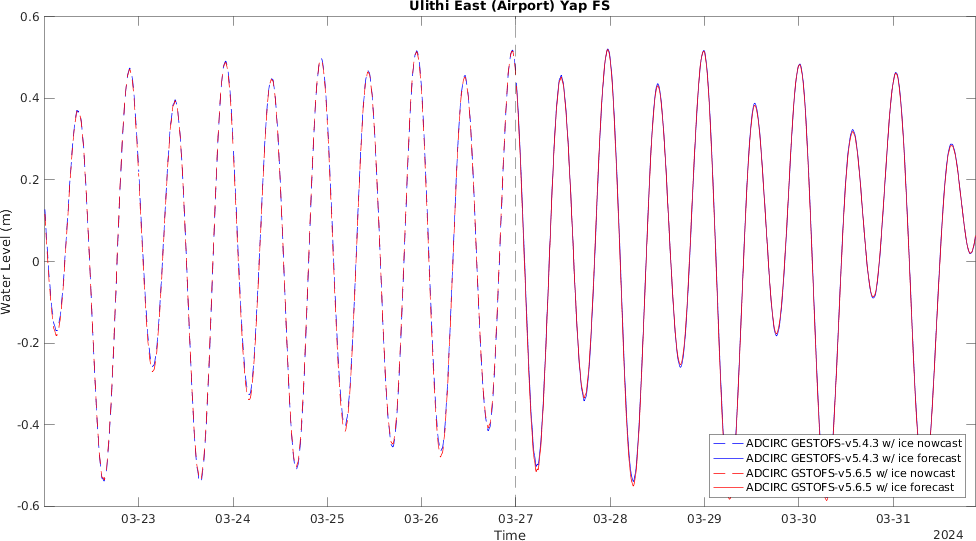 Ulithi East (Airport) Yap FS
0.6
0.4
0.2
0
-0.2
-0.4
-0.6
Water Level (m)
ADCIRC GESTOFS-v5.4.3 w/ ice nowcast
ADCIRC GESTOFS-v5.4.3 w/ ice forecast
ADCIRC GSTOFS-v5.6.5 w/ ice nowcast
ADCIRC GSTOFS-v5.6.5 w/ ice forecast
03-23 03-24 03-25 03-26 03-27 03-28 03-29 03-30 03-31
Time
2024